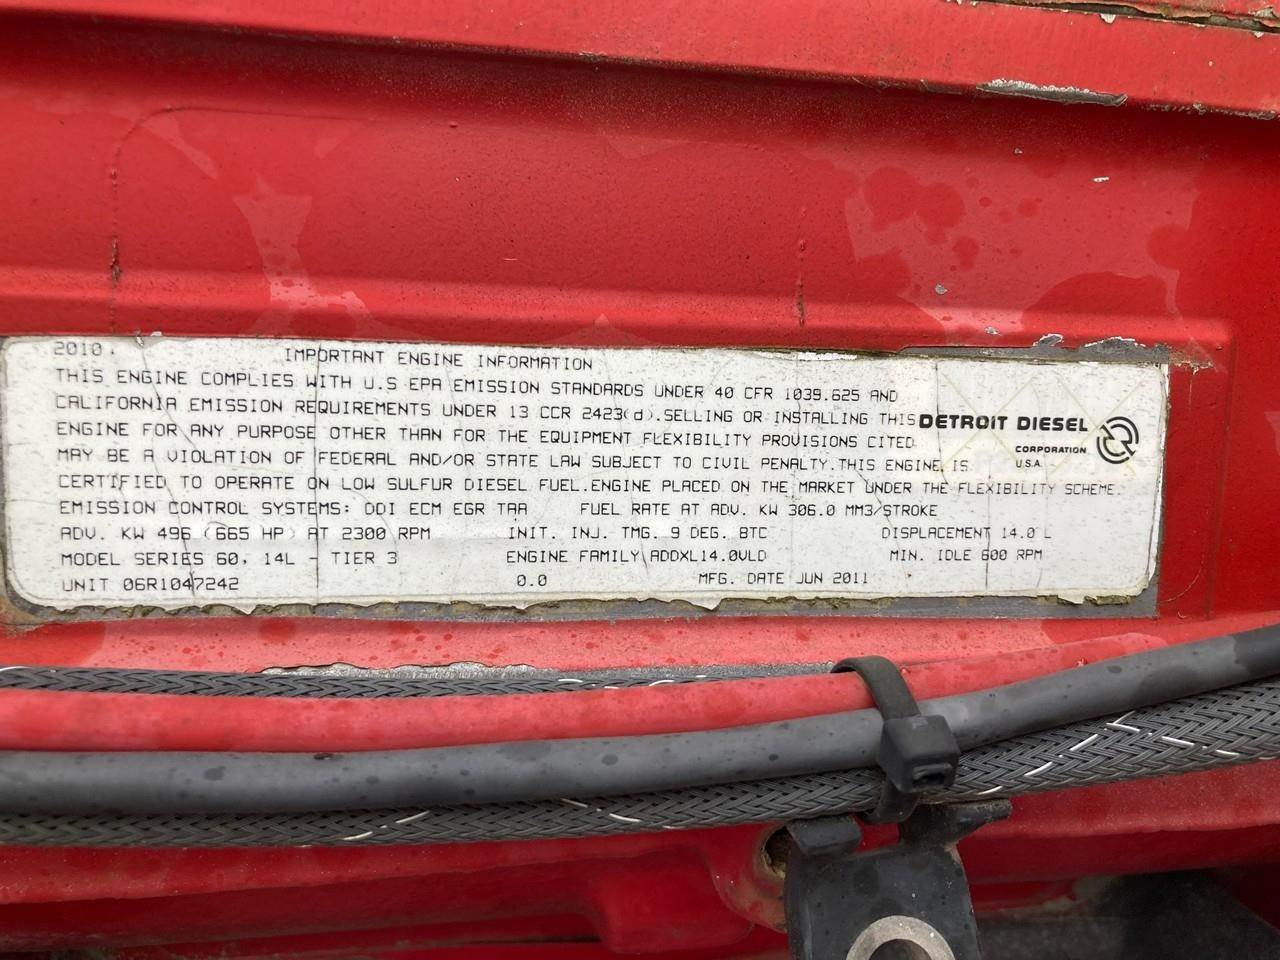 2010.
IMPORTANT ENGINE INFORMATION
THIS ENGINE COMPLIES WITH U.S EPA EMISSION STANDARDS UNDER 40 CFR 1039.625 AND
CALIFORNIA EMISSION REQUIREMENTS UNDER 13 CCR 2423(d).SELLING OR INSTALLING THIS
ENGINE FOR ANY PURPOSE OTHER THAN FOR THE EQUIPMENT FLEXIBILITY PROVISIONS CITED
MAY BE A VIOLATION OF FEDERAL AND/OR STATE LAW SUBJECT TO CIVIL PENALTY.THIS ENGINE IS
CERTIFIED TO OPERATE ON LOW SULFUR DIESEL FUEL.ENGINE PLACED ON THE MARKET UNDER THE FLEXIBILITY SCHEME.
DETROIT DIESEL
CORPORATION
U.S.A.
EMISSION CONTROL SYSTEMS: DDI ECM EGR TAA FUEL RATE AT ADV. KW 306.0 MM3/STROKE
ADV. KW 496 (665 HP) AT 2300 RPM INIT. INJ. TMG. 9 DEG. BTC DISPLACEMENT 14.0 L
MODEL SERIES 60, 14L - TIER 3 ENGINE FAMILY ADDXL14.0VLD MIN. IDLE 600 RPM
UNIT 06R1047242 0.0 MFG. DATE JUN 2011